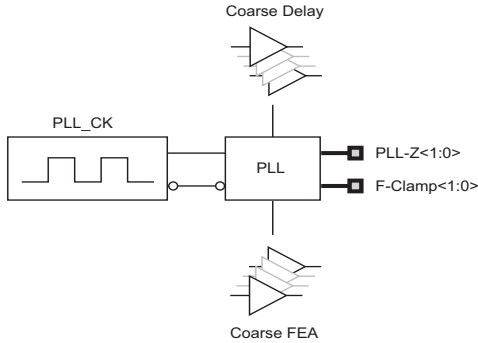 Coarse Delay
PLL_CK
PLL
PLL-Z<1:0>
F-Clamp<1:0>
Coarse FEA